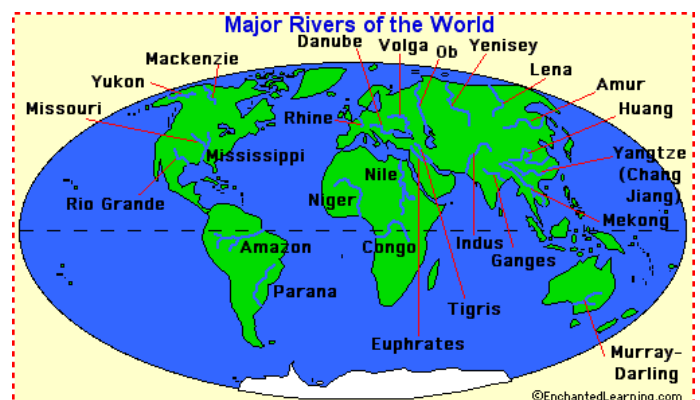 Major Rivers of the World
Danube
Volga
Ob
Yenisey
Mackenzie
Lena
Yukon
Amur
Missouri
Huang
Rhine
Mississippi
Yangtze
(Chang
Jiang)
Nile
Niger
Rio Grande
Mekong
Amazon
Congo
Indus
Ganges
Parana
Tigris
Euphrates
Murray-
Darling
©EnchantedLearning.com